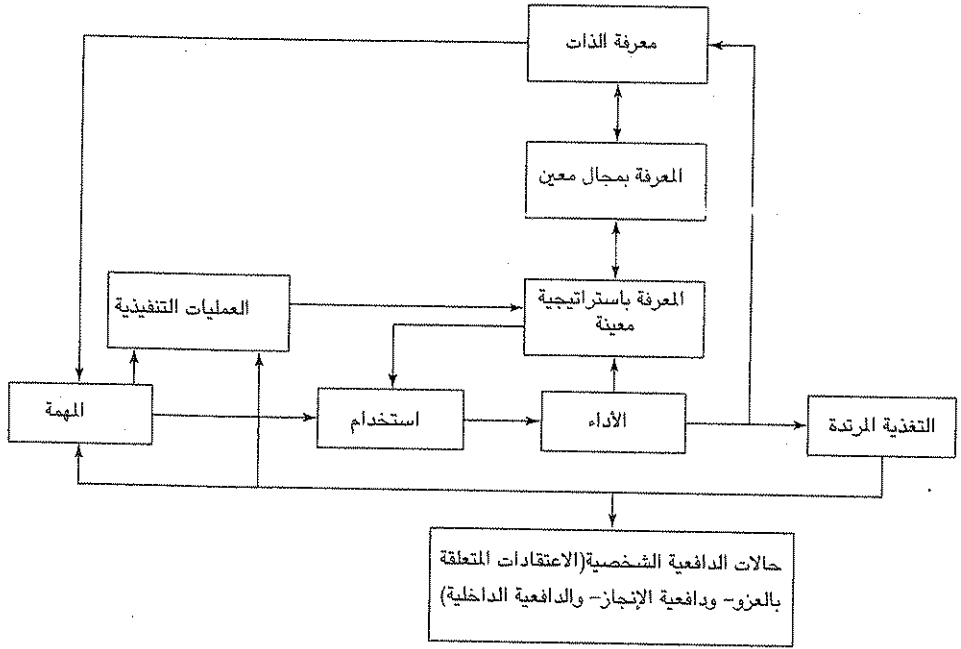 معرفة الذات
المعرفة بمجال معين
المعرفة باستراتيجية
معينة
العمليات التنفيذية
المهمة
استخدام
الأداء
التغذية المرتدة
حالات الدافعية الشخصية(الاعتقادات المتعلقة
بالعزو– ودافعية الإنجاز– والدافعية الداخلية)